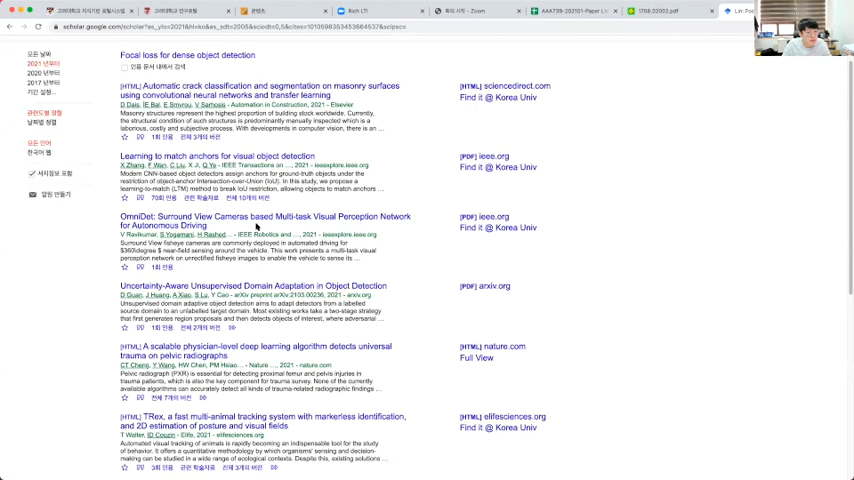 고려대학교 지식기반 포털시스템
고려대학교 연구포털
콘텐츠
Rich LTI
회의 시작 - Zoom
AAA739-202101-Paper Li
1708.02002.pdf
Lin: Foc
모든 날짜
2021 년부터
2020 년부터
2017 년부터
기간 설정...
관련도별 정렬
날짜별 정렬
모든 언어
한국어 웹
서지정보 포함
알림 만들기
Focal loss for dense object detection
인용 문서 내에서 검색
[HTML] Automatic crack classification and segmentation on masonry surfaces
using convolutional neural networks and transfer learning
D Dais, İE Bal, E Smyrou, V Sarhosis - Automation in Construction, 2021 - Elsevier
Masonry structures represent the highest proportion of building stock worldwide. Currently,
the structural condition of such structures is predominantly manually inspected which is a
laborious, costly and subjective process. With developments in computer vision, there is an ...
1회 인용 전체 3개의 버전
[HTML] sciencedirect.com
Find it @ Korea Univ
Learning to match anchors for visual object detection
X Zhang, F Wan, C Liu, X Ji, Q Ye - IEEE Transactions on ..., 2021 - ieeexplore.ieee.org
Modern CNN-based object detectors assign anchors for ground-truth objects under the
restriction of object-anchor Intersection-over-Union (IoU). In this study, we propose a
learning-to-match (LTM) method to break IoU restriction, allowing objects to match anchors ...
70회 인용 관련 학술자료 전체 10개의 버전
[PDF] ieee.org
Find it @ Korea Univ
OmniDet: Surround View Cameras based Multi-task Visual Perception Network
for Autonomous Driving
V Ravikumar, S Yogamani, H Rashed... - IEEE Robotics and ..., 2021 - ieeexplore.ieee.org
Surround View fisheye cameras are commonly deployed in automated driving for
$360\degree $ near-field sensing around the vehicle. This work presents a multi-task visual
perception network on unrectified fisheye images to enable the vehicle to sense its ...
1회 인용
[PDF] ieee.org
Find it @ Korea Univ
Uncertainty-Aware Unsupervised Domain Adaptation in Object Detection
D Guan, J Huang, A Xiao, S Lu, Y Cao - arXiv preprint arXiv:2103.00236, 2021 - arxiv.org
Unsupervised domain adaptive object detection aims to adapt detectors from a labelled
source domain to an unlabelled target domain. Most existing works take a two-stage strategy
that first generates region proposals and then detects objects of interest, where adversarial ...
1회 인용 전체 2개의 버전
[PDF] arxiv.org
[HTML] A scalable physician-level deep learning algorithm detects universal
trauma on pelvic radiographs
CT Cheng, Y Wang, HW Chen, PM Hsiao... - Nature ..., 2021 - nature.com
Pelvic radiograph (PXR) is essential for detecting proximal femur and pelvis injuries in
trauma patients, which is also the key component for trauma survey. None of the currently
available algorithms can accurately detect all kinds of trauma-related radiographic findings ...
전체 7개의 버전
[HTML] nature.com
Full View
[HTML] TRex, a fast multi-animal tracking system with markerless identification,
and 2D estimation of posture and visual fields
T Walter, ID Couzin - Elife, 2021 - elifesciences.org
Automated visual tracking of animals is rapidly becoming an indispensable tool for the study
of behavior. It offers a quantitative methodology by which organisms' sensing and decision-
making can be studied in a wide range of ecological contexts. Despite this, existing solutions ...
3회 인용 관련 학술자료 전체 3개의 버전
[HTML] elifesciences.org
Find it @ Korea Univ